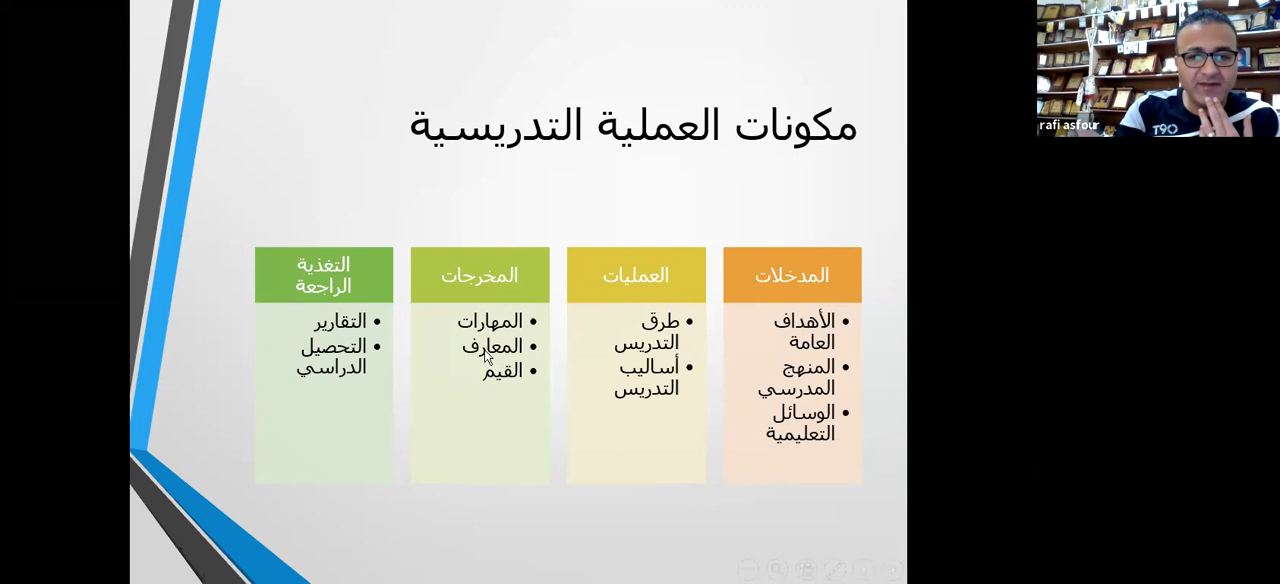 مكونات العملية التدريسية
المدخلات
الأهداف
العامة
المنهج
المدرسي
الوسائل
التعليمية
العمليات
طرق
التدريس
أساليب
التدريس
المخرجات
المهارات
المعارف
القيم
التغذية
الراجعة
التقارير
التحصيل
الدراسي
rafi asfour
T90